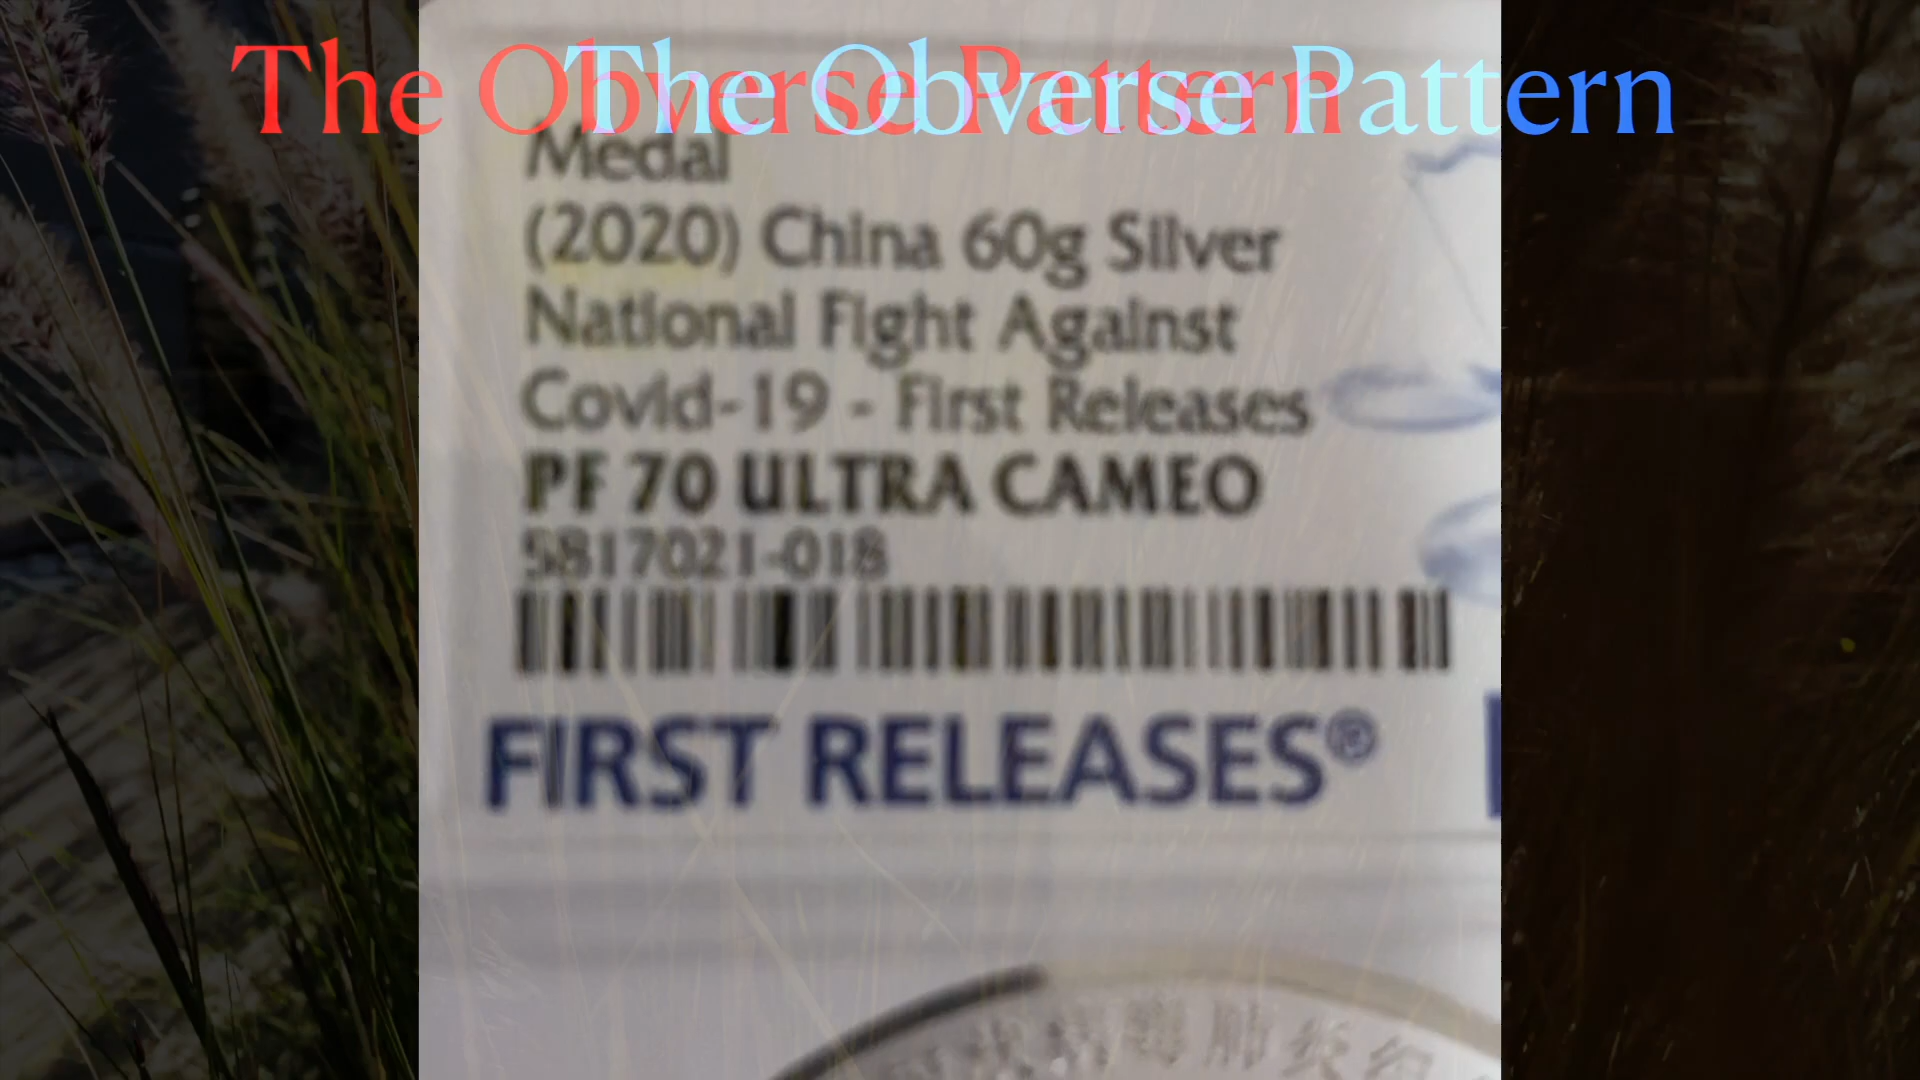 The Obverse Pattern
The Obverse Pattern
Medal
(2020) China 60g Silver
National Fight Against
Covid-19 - First Releases
PF 70 ULTRA CAMEO
5817021-018
FIRST RELEASES®